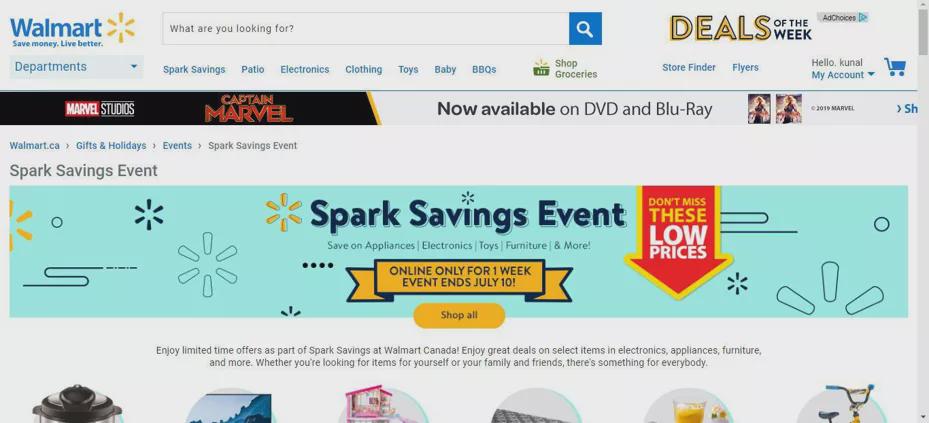 Walmart
Save money. Live better.
What are you looking for?
DEALS OF THE WEEK
AdChoices
Departments
Spark Savings
Patio
Electronics
Clothing
Toys
Baby
BBQs
Shop Groceries
Store Finder
Flyers
Hello. kunal
My Account
MARVEL STUDIOS
CAPTAIN MARVEL
Now available on DVD and Blu-Ray
© 2019 MARVEL
› Sh
Walmart.ca › Gifts & Holidays › Events › Spark Savings Event
Spark Savings Event
Spark Savings Event
Save on Appliances | Electronics | Toys | Furniture | & More!
ONLINE ONLY FOR 1 WEEK
EVENT ENDS JULY 10!
DON'T MISS
THESE
LOW
PRICES
Shop all
Enjoy limited time offers as part of Spark Savings at Walmart Canada! Enjoy great deals on select items in electronics, appliances, furniture,
and more. Whether you're looking for items for yourself or your family and friends, there's something for everybody.